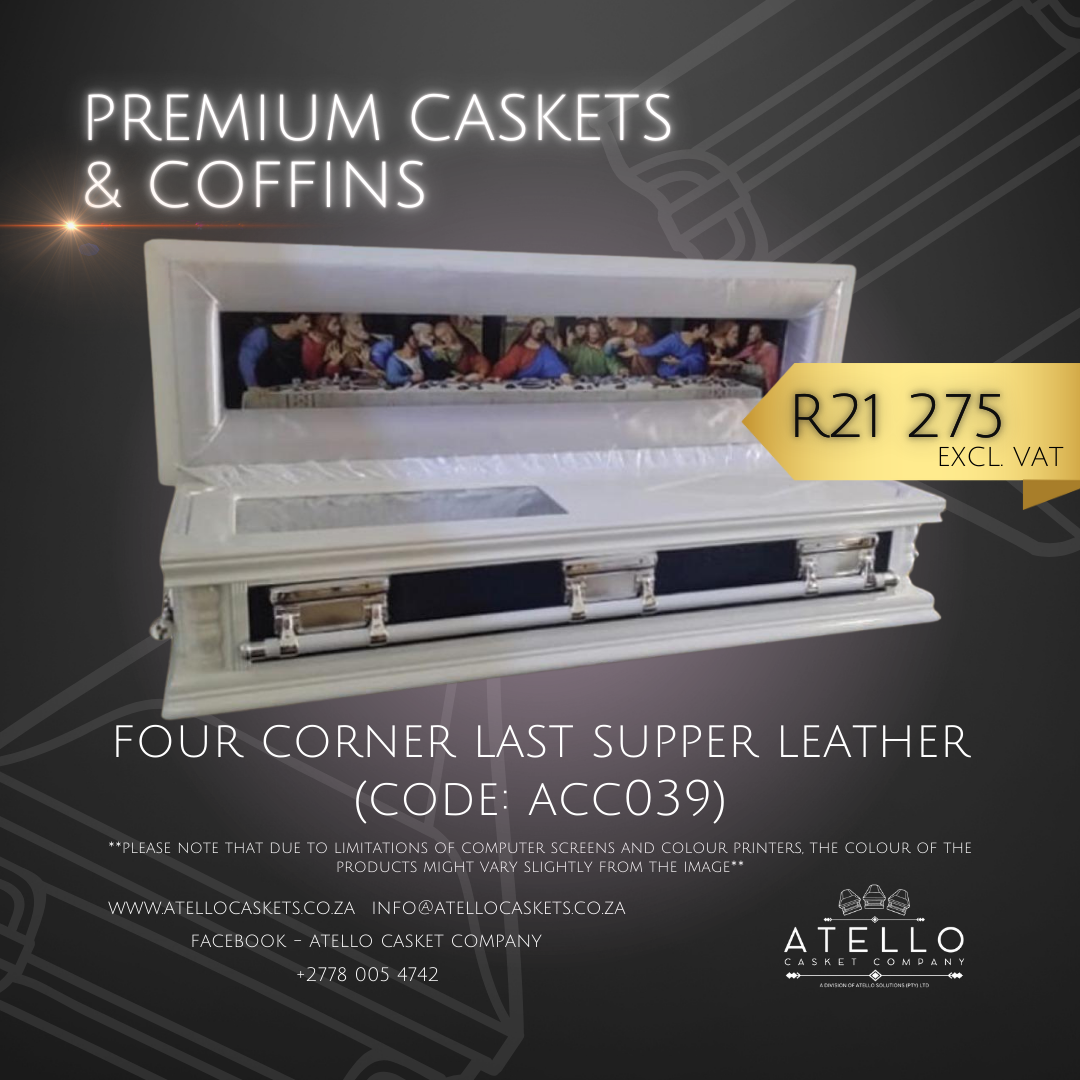 PREMIUM CASKETS
& COFFINS
R21 275
EXCL. VAT
FOUR CORNER LAST SUPPER LEATHER
(CODE: ACC039)
**PLEASE NOTE THAT DUE TO LIMITATIONS OF COMPUTER SCREENS AND COLOUR PRINTERS, THE COLOUR OF THE
PRODUCTS MIGHT VARY SLIGHTLY FROM THE IMAGE**
WWW.ATELLOCASKETS.CO.ZA INFO@ATELLOCASKETS.CO.ZA
FACEBOOK - ATELLO CASKET COMPANY
+2778 005 4742
ATELLO
CASKET COMPANY
A DIVISION OF ATELLO SOLUTIONS (PTY) LTD